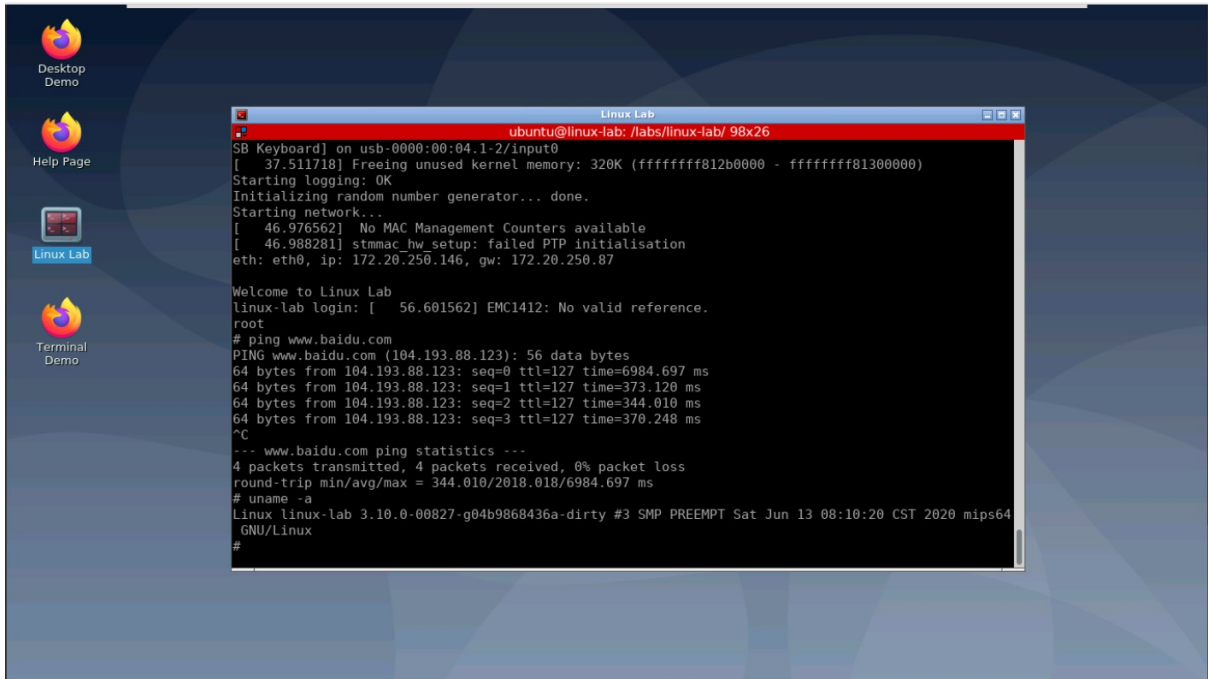 Desktop
Demo
Help Page
Linux Lab
Terminal
Demo
Linux Lab
ubuntu@linux-lab: /labs/linux-lab/ 98x26
SB Keyboard] on usb-0000:00:04.1-2/input0
[   37.511718] Freeing unused kernel memory: 320K (ffffffff812b0000 - ffffffff81300000)
Starting logging: OK
Initializing random number generator... done.
Starting network...
[   46.976562]  No MAC Management Counters available
[   46.988281] stmmac_hw_setup: failed PTP initialisation
eth: eth0, ip: 172.20.250.146, gw: 172.20.250.87
Welcome to Linux Lab
linux-lab login: [   56.601562] EMC1412: No valid reference.
root
# ping www.baidu.com
PING www.baidu.com (104.193.88.123): 56 data bytes
64 bytes from 104.193.88.123: seq=0 ttl=127 time=6984.697 ms
64 bytes from 104.193.88.123: seq=1 ttl=127 time=373.120 ms
64 bytes from 104.193.88.123: seq=2 ttl=127 time=344.010 ms
64 bytes from 104.193.88.123: seq=3 ttl=127 time=370.248 ms
^C
--- www.baidu.com ping statistics ---
4 packets transmitted, 4 packets received, 0% packet loss
round-trip min/avg/max = 344.010/2018.018/6984.697 ms
# uname -a
Linux linux-lab 3.10.0-00827-g04b9868436a-dirty #3 SMP PREEMPT Sat Jun 13 08:10:20 CST 2020 mips64
 GNU/Linux
#